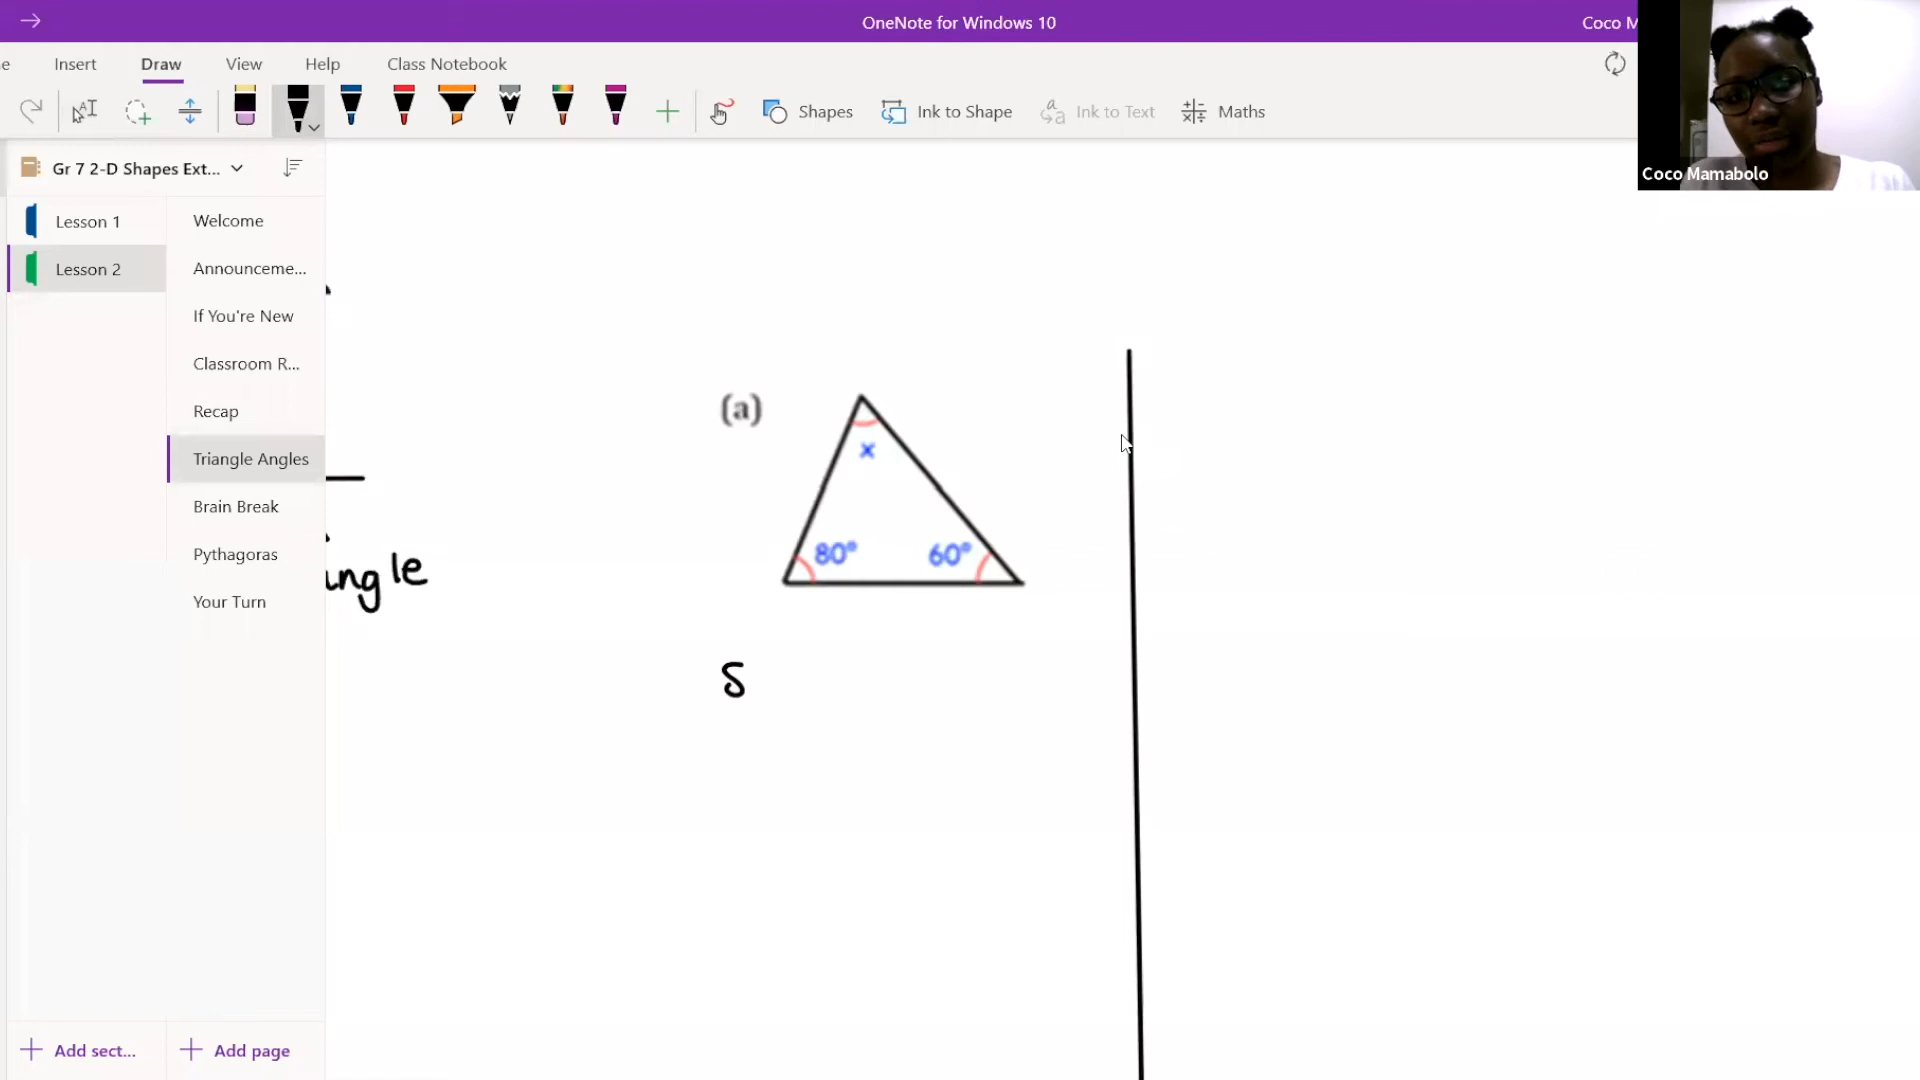 OneNote for Windows 10
Coco M
e
Insert
Draw
View
Help
Class Notebook
Shapes
Ink to Shape
Ink to Text
Maths
Coco Mamabolo
Gr 7 2-D Shapes Ext...
Lesson 1
Lesson 2
Welcome
Announceme...
If You're New
Classroom R...
Recap
Triangle Angles
Brain Break
Pythagoras
Your Turn
Add sect...
Add page
angle
(a)
x
80°
60°
S